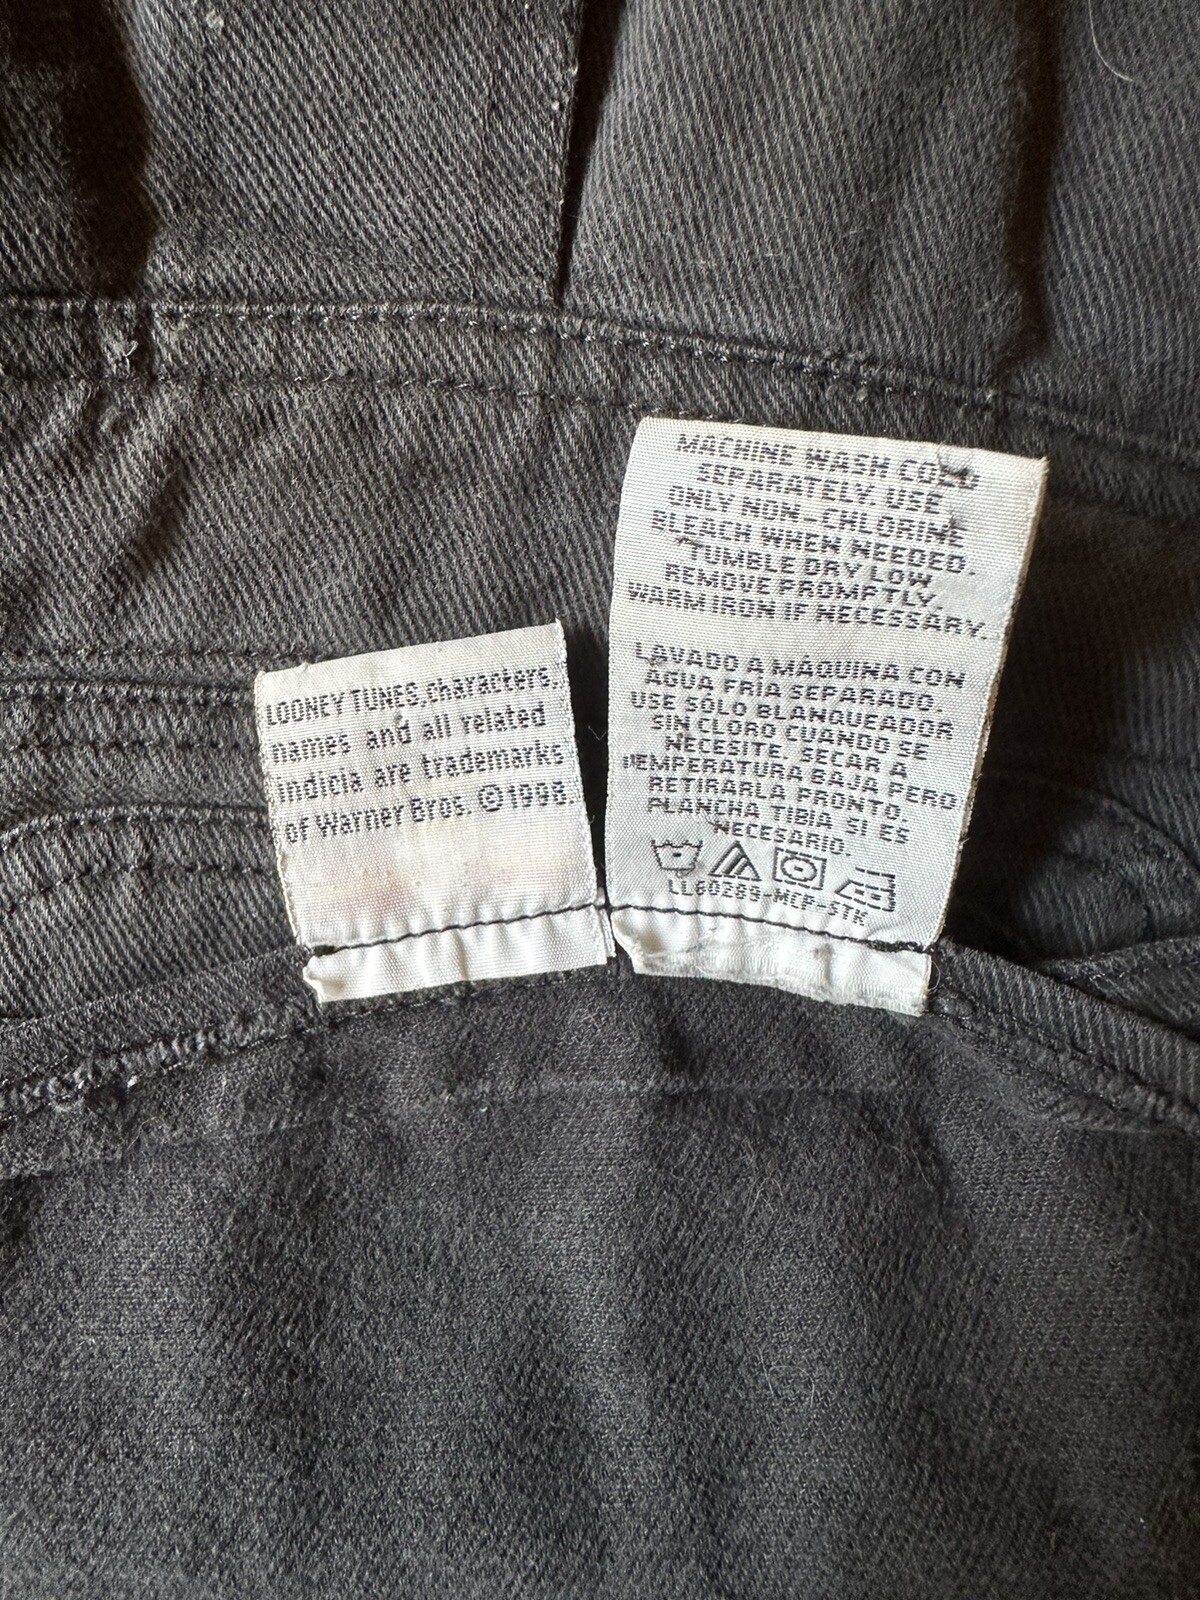 LOONEY TUNES, characters,
names and all related
indicia are trademarks
of Warner Bros. ©1998.
MACHINE WASH COLD
SEPARATELY. USE
ONLY NON-CHLORINE
BLEACH WHEN NEEDED.
TUMBLE DRY LOW
REMOVE PROMPTLY.
WARM IRON IF NECESSARY.
LAVADO A MÁQUINA CON
AGUA FRÍA SEPARADO.
USE SÓLO BLANQUEADOR
SIN CLORO CUANDO SE
NECESITE. SECAR A
TEMPERATURA BAJA PERO
RETIRARLA PRONTO.
PLANCHA TIBIA SI ES
NECESARIO.
LL60289-MCP-STK